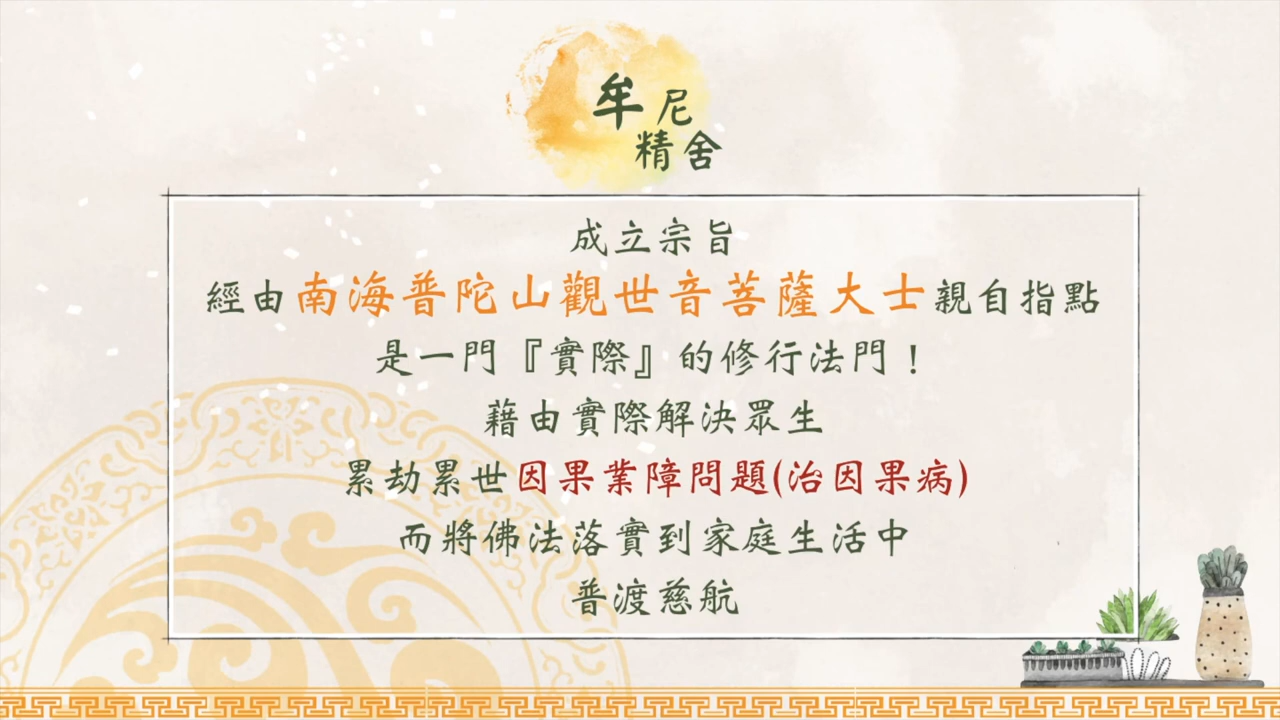 牟尼
精舍
成立宗旨
經由南海普陀山觀世音菩薩大士親自指點
是一門『實際』的修行法門！
藉由實際解決眾生
累劫累世因果業障問題(治因果病)
而將佛法落實到家庭生活中
普渡慈航